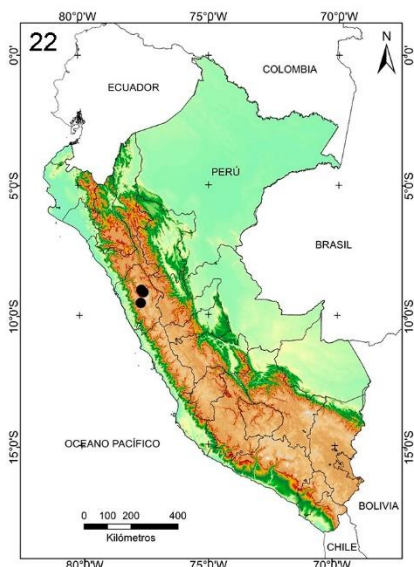 80°0'O 75°0'O 70°0'O
22
N
0°0'
0°0'
COLOMBIA
ECUADOR
PERÚ
5°0'S
5°0'S
BRASIL
10°0'S
10°0'S
OCEANO PACÍFICO
15°0'S
15°0'S
BOLIVIA
0 100 200 400
Kilómetros
CHILE
80°0'O 75°0'O 70°0'O